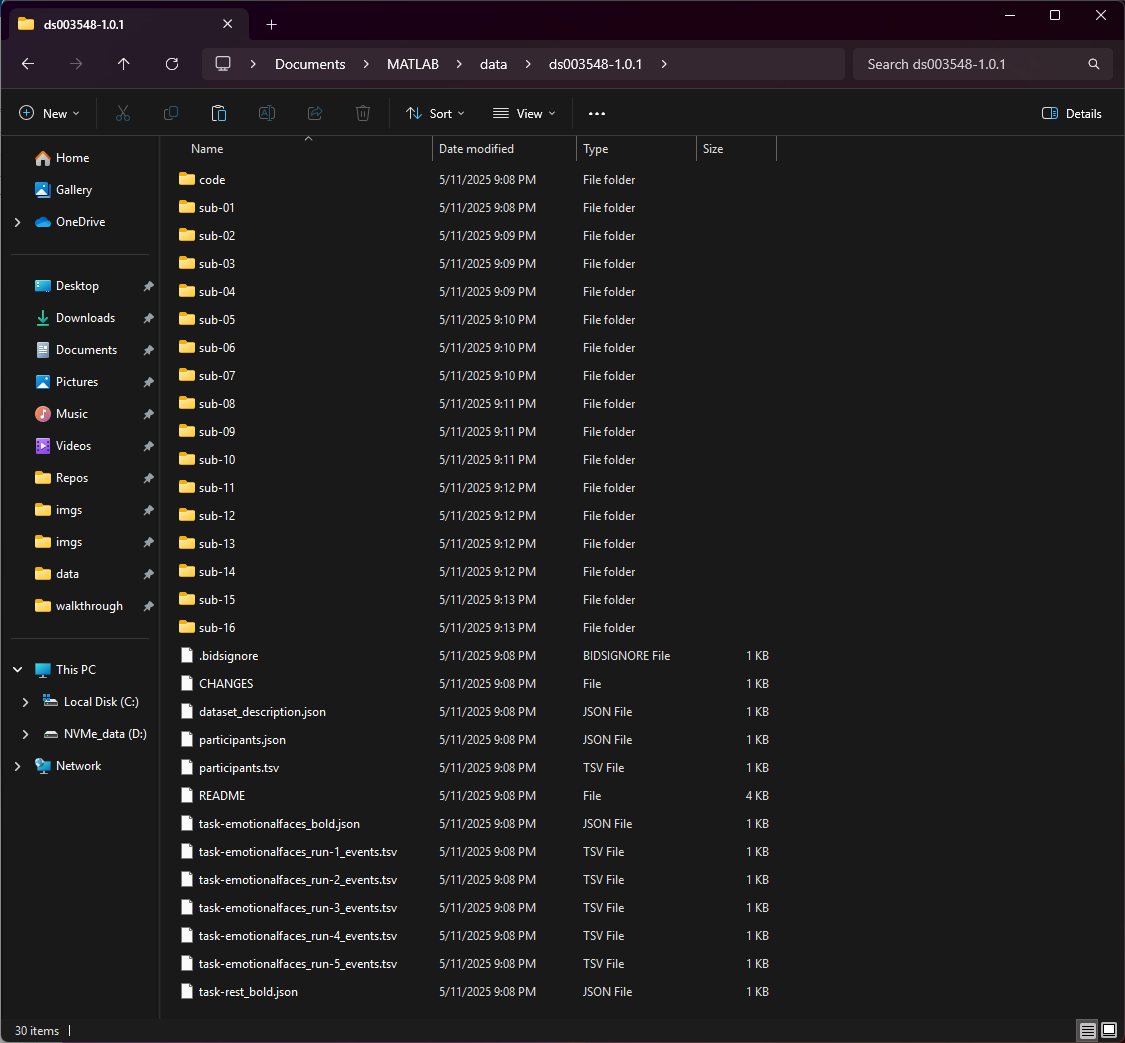 ds003548-1.0.1
Documents MATLAB data ds003548-1.0.1 Search ds003548-1.0.1
New Sort View Details
Home
Gallery
OneDrive
Desktop
Downloads
Documents
Pictures
Music
Videos
Repos
imgs
imgs
data
walkthrough
This PC
Local Disk (C:)
NVMe_data (D:)
Network
Name Date modified Type Size
code 5/11/2025 9:08 PM File folder
sub-01 5/11/2025 9:08 PM File folder
sub-02 5/11/2025 9:09 PM File folder
sub-03 5/11/2025 9:09 PM File folder
sub-04 5/11/2025 9:09 PM File folder
sub-05 5/11/2025 9:10 PM File folder
sub-06 5/11/2025 9:10 PM File folder
sub-07 5/11/2025 9:10 PM File folder
sub-08 5/11/2025 9:11 PM File folder
sub-09 5/11/2025 9:11 PM File folder
sub-10 5/11/2025 9:11 PM File folder
sub-11 5/11/2025 9:12 PM File folder
sub-12 5/11/2025 9:12 PM File folder
sub-13 5/11/2025 9:12 PM File folder
sub-14 5/11/2025 9:12 PM File folder
sub-15 5/11/2025 9:13 PM File folder
sub-16 5/11/2025 9:13 PM File folder
.bidsignore 5/11/2025 9:08 PM BIDSIGNORE File 1 KB
CHANGES 5/11/2025 9:08 PM File 1 KB
dataset_description.json 5/11/2025 9:08 PM JSON File 1 KB
participants.json 5/11/2025 9:08 PM JSON File 1 KB
participants.tsv 5/11/2025 9:08 PM TSV File 1 KB
README 5/11/2025 9:08 PM File 4 KB
task-emotionalfaces_bold.json 5/11/2025 9:08 PM JSON File 1 KB
task-emotionalfaces_run-1_events.tsv 5/11/2025 9:08 PM TSV File 1 KB
task-emotionalfaces_run-2_events.tsv 5/11/2025 9:08 PM TSV File 1 KB
task-emotionalfaces_run-3_events.tsv 5/11/2025 9:08 PM TSV File 1 KB
task-emotionalfaces_run-4_events.tsv 5/11/2025 9:08 PM TSV File 1 KB
task-emotionalfaces_run-5_events.tsv 5/11/2025 9:08 PM TSV File 1 KB
task-rest_bold.json 5/11/2025 9:08 PM JSON File 1 KB
30 items